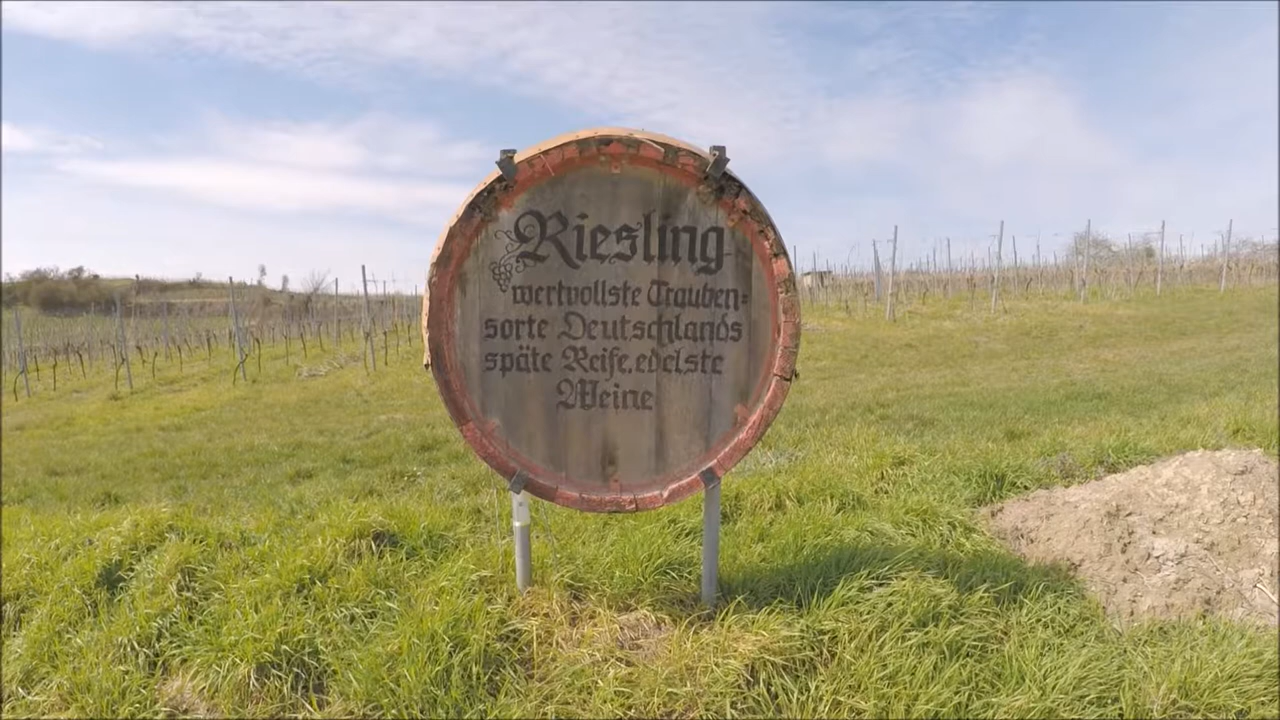 Riesling
wertvollste Trauben=
sorte Deutschlands
späte Reife, edelste
Weine